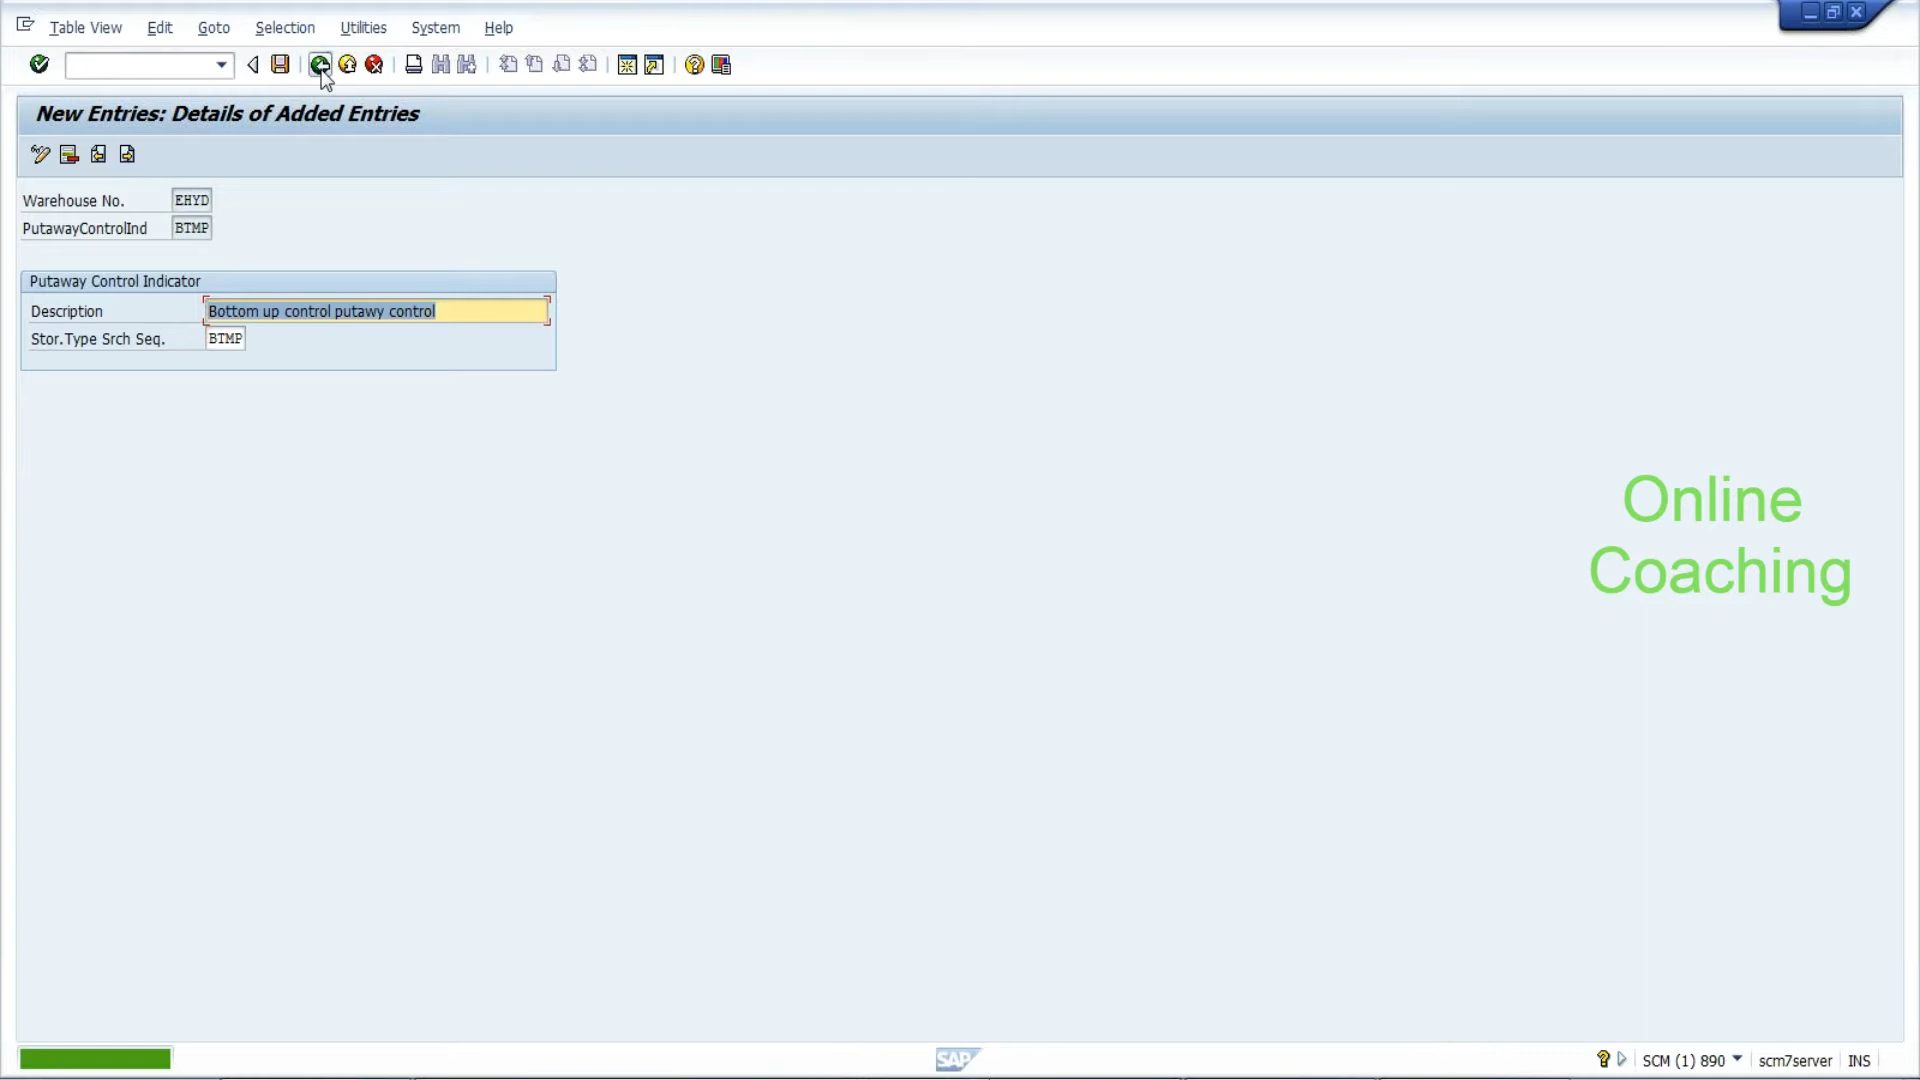 Table View Edit Goto Selection Utilities System Help
New Entries: Details of Added Entries
Warehouse No. EHYD
PutawayControlInd BTMP
Putaway Control Indicator
Description Bottom up control putawy control
Stor.Type Srch Seq. BTMP
Online
Coaching
SAP SCM (1) 890 scm7server INS